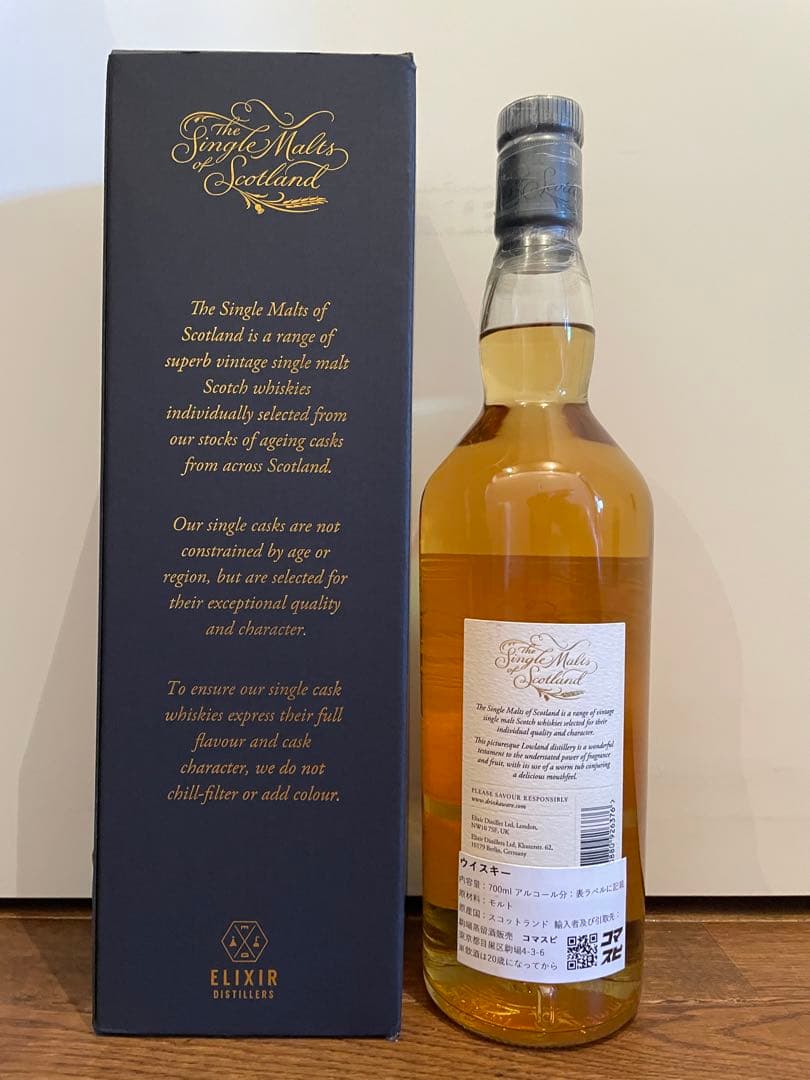 The
Single Malts
of Scotland
The Single Malts of
Scotland is a range of
superb vintage single malt
Scotch whiskies
individually selected from
our stocks of ageing casks
from across Scotland.
Our single casks are not
constrained by age or
region, but are selected for
their exceptional quality
and character.
To ensure our single cask
whiskies express their full
flavour and cask
character, we do not
chill-filter or add colour.
ELIXIR
DISTILLERS
The
Single Malts
of Scotland
The Single Malts of Scotland is a range of vintage
single malt Scotch whiskies selected for their
individual quality and character.
This picturesque Lowland distillery is a wonderful
testament to the understated power of fragrance
and fruit, with its use of a worm tub conjuring
a delicious mouthfeel.
PLEASE SAVOUR RESPONSIBLY
www.drinkaware.com
Elixir Distillers Ltd, London,
NW10 7SF, UK
Elixir Distillers Ltd, Klosterstr. 62,
10179 Berlin, Germany
ウイスキー
内容量：700ml アルコール分：表ラベルに記載
原材料：モルト
原産国：スコットランド 輸入者及び引取先：
駒場蒸留酒販売 コマスピ
東京都目黒区駒場4-3-6
※飲酒は20歳になってから
コマ
スピ